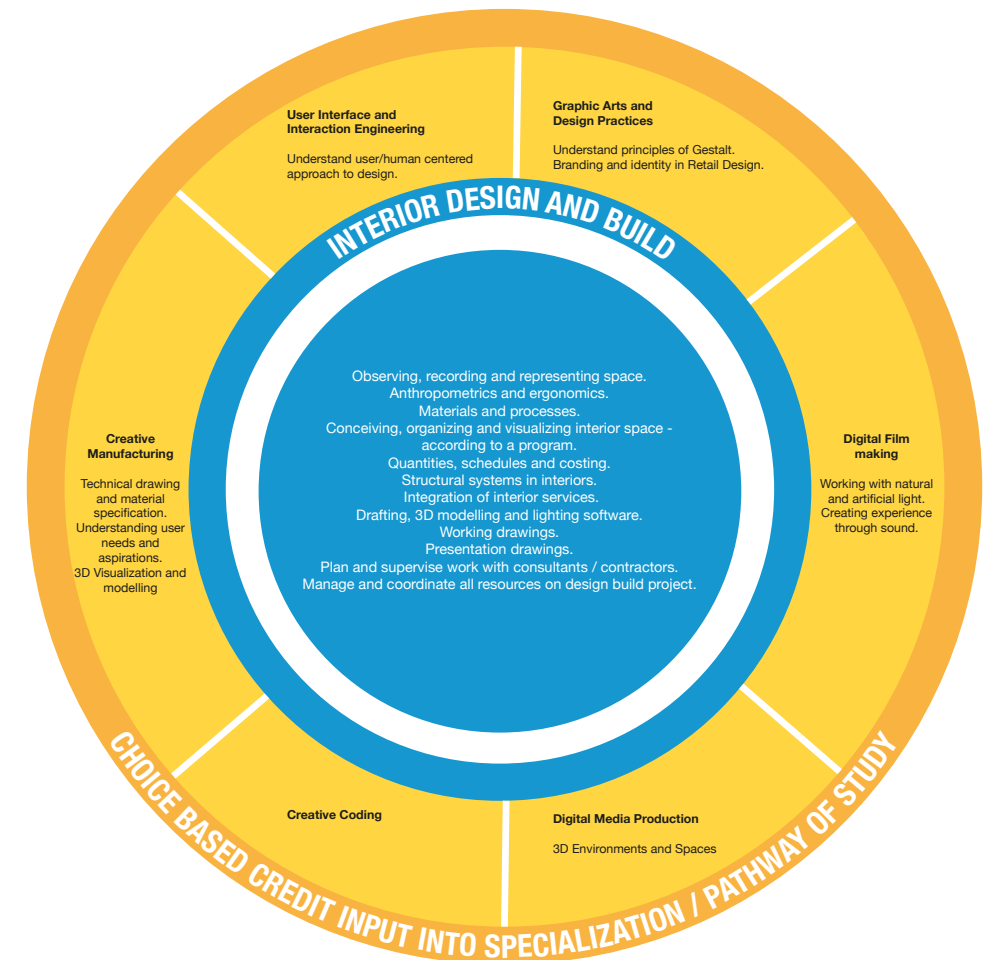 User Interface and
Interaction Engineering
Understand user/human centered
approach to design.
Graphic Arts and
Design Practices
Understand principles of Gestalt.
Branding and identity in Retail Design.
INTERIOR DESIGN AND BUILD
Observing, recording and representing space.
Anthropometrics and ergonomics.
Materials and processes.
Conceiving, organizing and visualizing interior space -
according to a program.
Quantities, schedules and costing.
Structural systems in interiors.
Integration of interior services.
Drafting, 3D modelling and lighting software.
Working drawings.
Presentation drawings.
Plan and supervise work with consultants / contractors.
Manage and coordinate all resources on design build project.
Creative
Manufacturing
Technical drawing
and material
specification.
Understanding user
needs and
aspirations.
3D Visualization and
modelling
Digital Film
making
Working with natural
and artificial light.
Creating experience
through sound.
Creative Coding
Digital Media Production
3D Environments and Spaces
CHOICE BASED CREDIT INPUT INTO SPECIALIZATION / PATHWAY OF STUDY